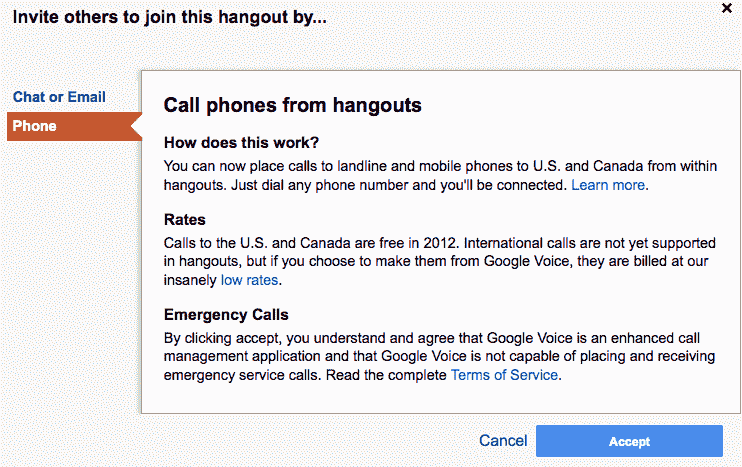 Invite others to join this hangout by...
Chat or Email
Phone
Call phones from hangouts
How does this work?
You can now place calls to landline and mobile phones to U.S. and Canada from within
hangouts. Just dial any phone number and you'll be connected. Learn more.
Rates
Calls to the U.S. and Canada are free in 2012. International calls are not yet supported
in hangouts, but if you choose to make them from Google Voice, they are billed at our
insanely low rates.
Emergency Calls
By clicking accept, you understand and agree that Google Voice is an enhanced call
management application and that Google Voice is not capable of placing and receiving
emergency service calls. Read the complete Terms of Service.
Cancel
Accept